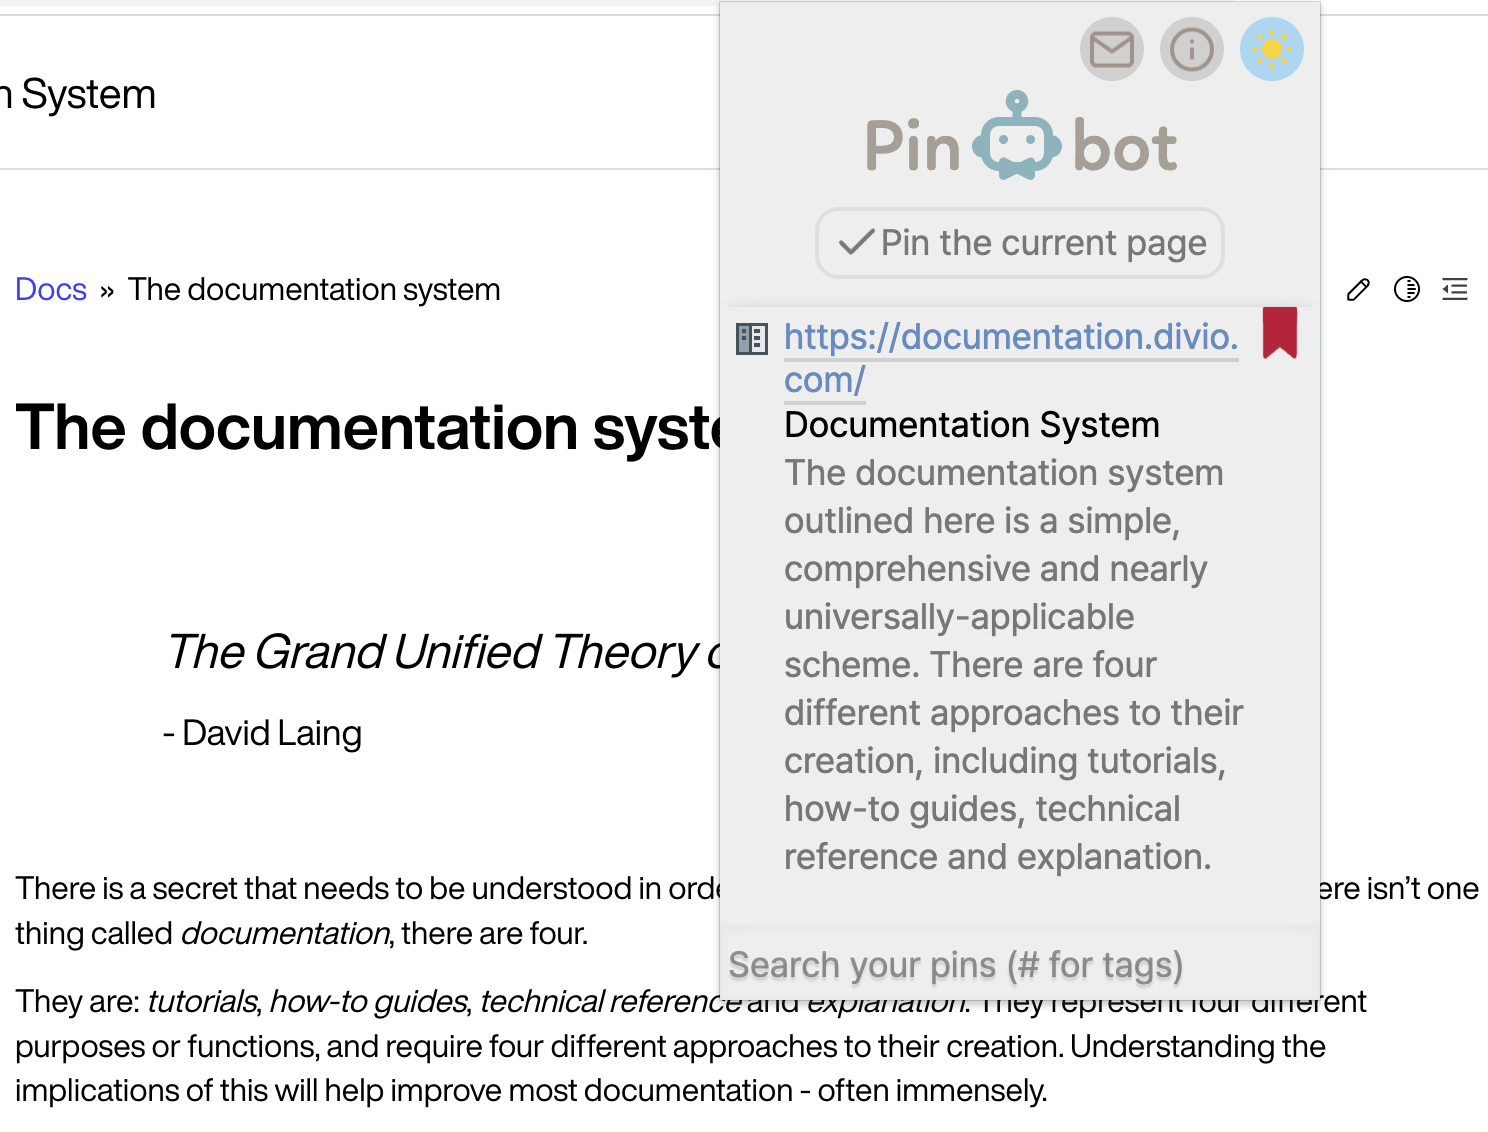 System
Pin bot
Pin the current page
Docs » The documentation system
https://documentation.divio.
com/
Documentation System
The documentation system
outlined here is a simple,
comprehensive and nearly
universally-applicable
scheme. There are four
different approaches to their
creation, including tutorials,
how-to guides, technical
reference and explanation.
Search your pins (# for tags)
The documentation
The Grand Unified Theory
- David Laing
There is a secret that needs to be understood in isn’t one
thing called documentation, there are four.
They are: tutorials, how-to guides, technical reference and explanation. They represent four different
purposes or functions, and require four different approaches to their creation. Understanding the
implications of this will help improve most documentation - often immensely.